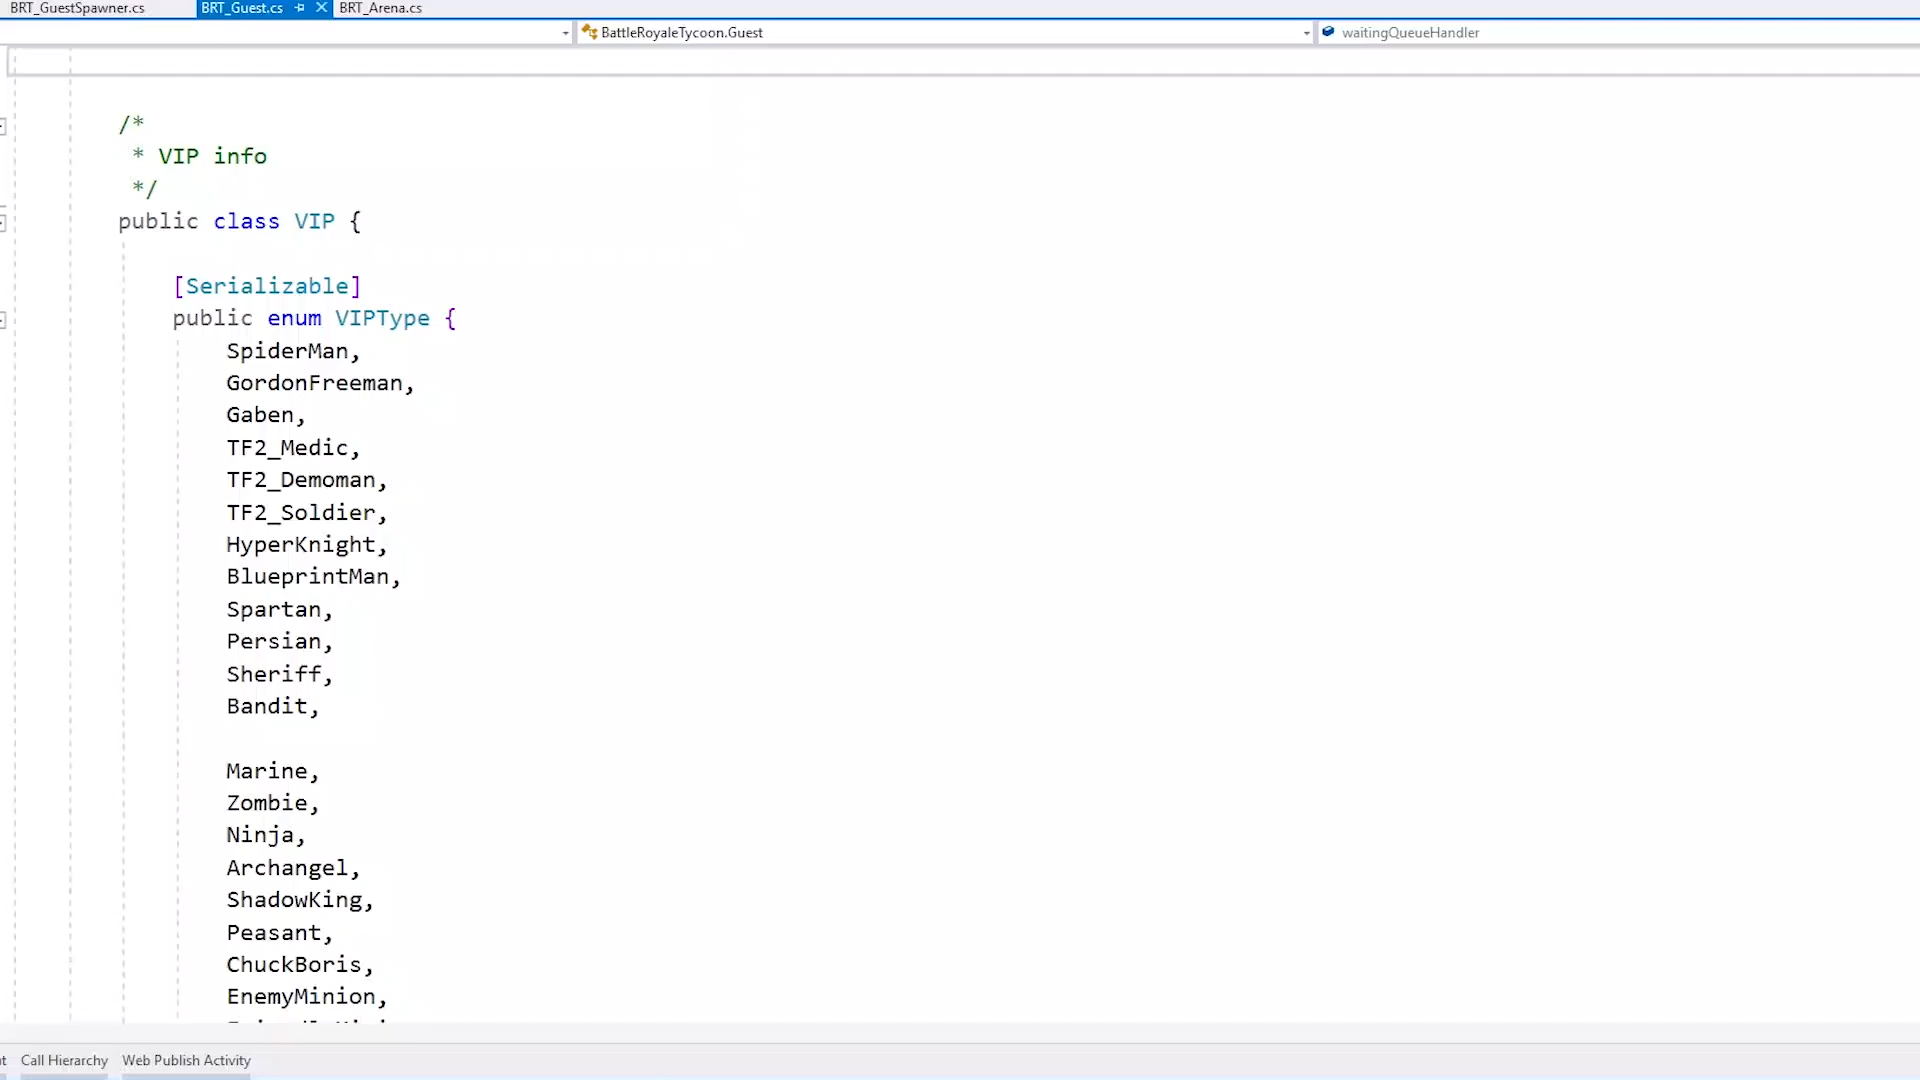 BRT_GuestSpawner.cs BRT_Guest.cs BRT_Arena.cs
BattleRoyaleTycoon.Guest waitingQueueHandler
/*
* VIP info
*/
public class VIP {
[Serializable]
public enum VIPType {
SpiderMan,
GordonFreeman,
Gaben,
TF2_Medic,
TF2_Demoman,
TF2_Soldier,
HyperKnight,
BlueprintMan,
Spartan,
Persian,
Sheriff,
Bandit,
Marine,
Zombie,
Ninja,
Archangel,
ShadowKing,
Peasant,
ChuckBoris,
EnemyMinion,
Call Hierarchy Web Publish Activity